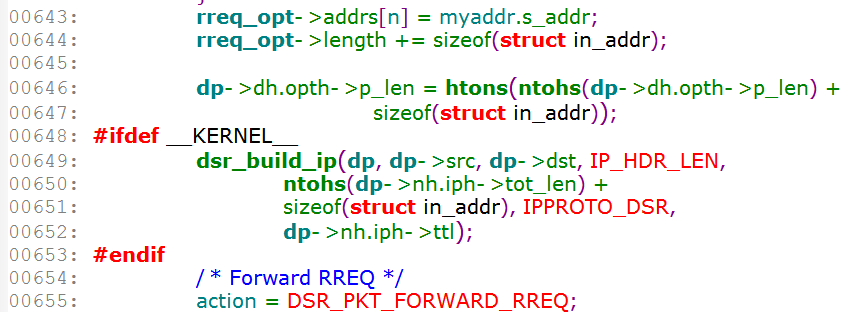 00643: rreq_opt->addrs[n] = myaddr.s_addr;
00644: rreq_opt->length += sizeof(struct in_addr);
00645:
00646: dp->dh.opth->p_len = htons(ntohs(dp->dh.opth->p_len) +
00647: sizeof(struct in_addr));
00648: #ifdef __KERNEL__
00649: dsr_build_ip(dp, dp->src, dp->dst, IP_HDR_LEN,
00650: ntohs(dp->nh.iph->tot_len) +
00651: sizeof(struct in_addr), IPPROTO_DSR,
00652: dp->nh.iph->ttl);
00653: #endif
00654: /* Forward RREQ */
00655: action = DSR_PKT_FORWARD_RREQ;